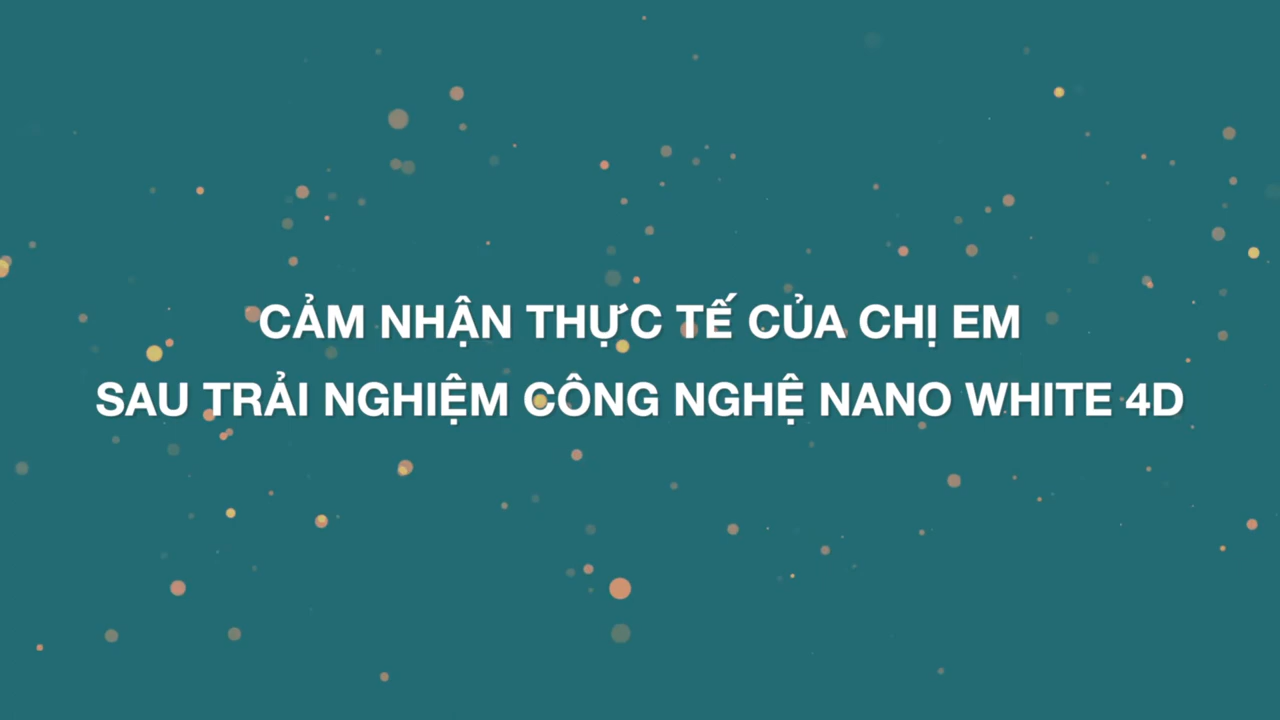 CẢM NHẬN THỰC TẾ CỦA CHỊ EM
SAU TRẢI NGHIỆM CÔNG NGHỆ NANO WHITE 4D